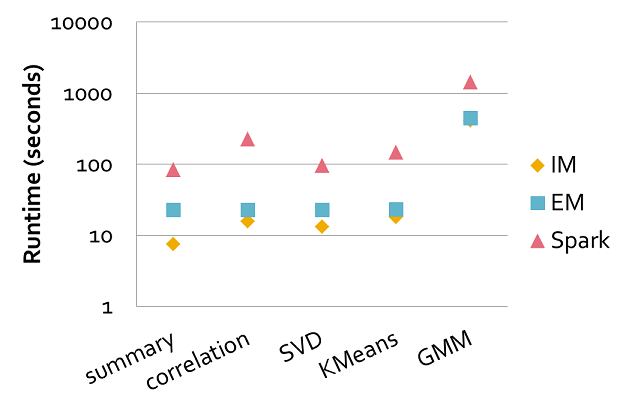 10000
1000
100
10
1
Runtime (seconds)
summary
correlation
SVD
KMeans
GMM
IM
EM
Spark